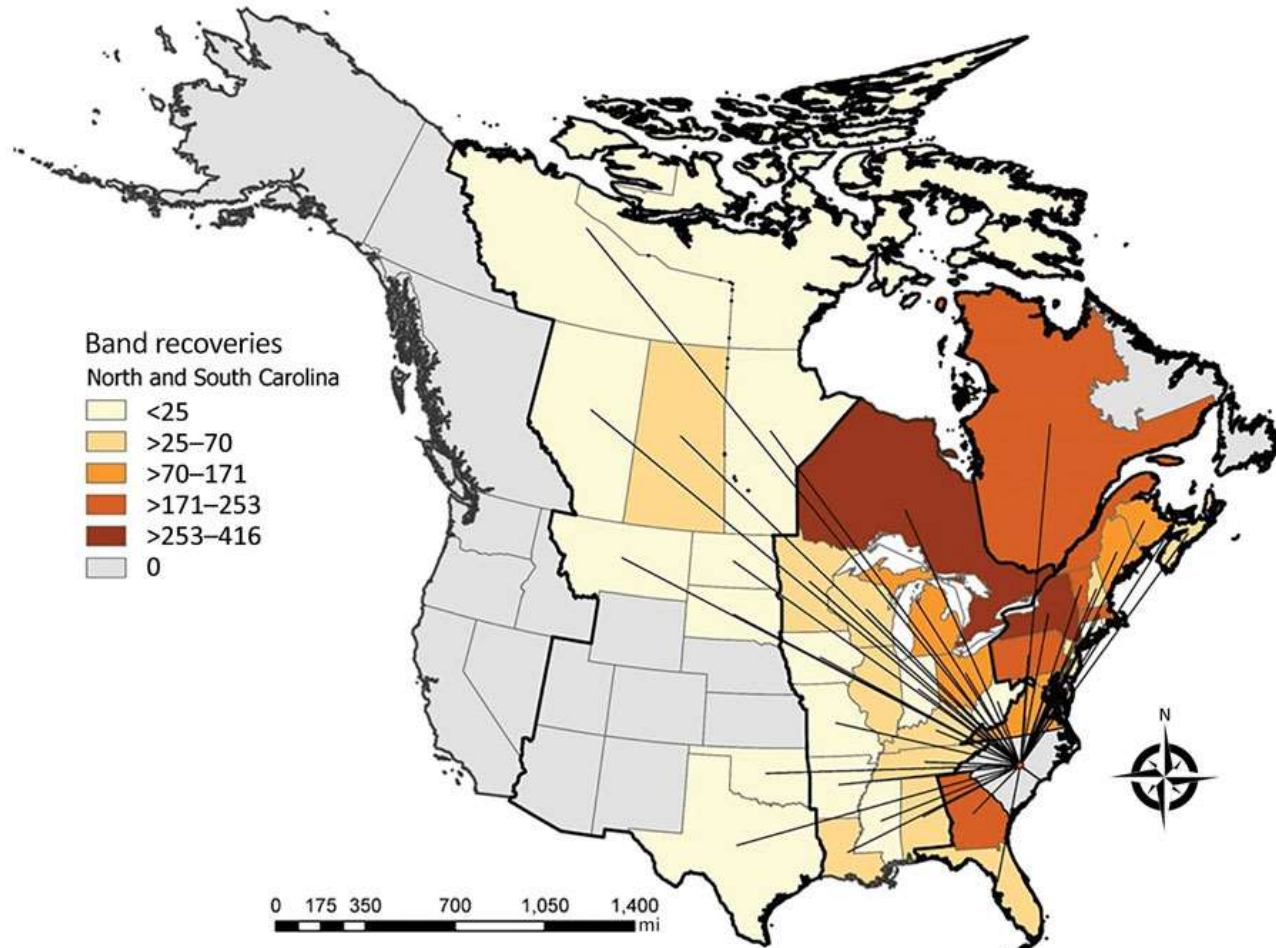 Band recoveries
North and South Carolina
<25
>25–70
>70–171
>171–253
>253–416
0
N
0 175 350 700 1,050 1,400
mi